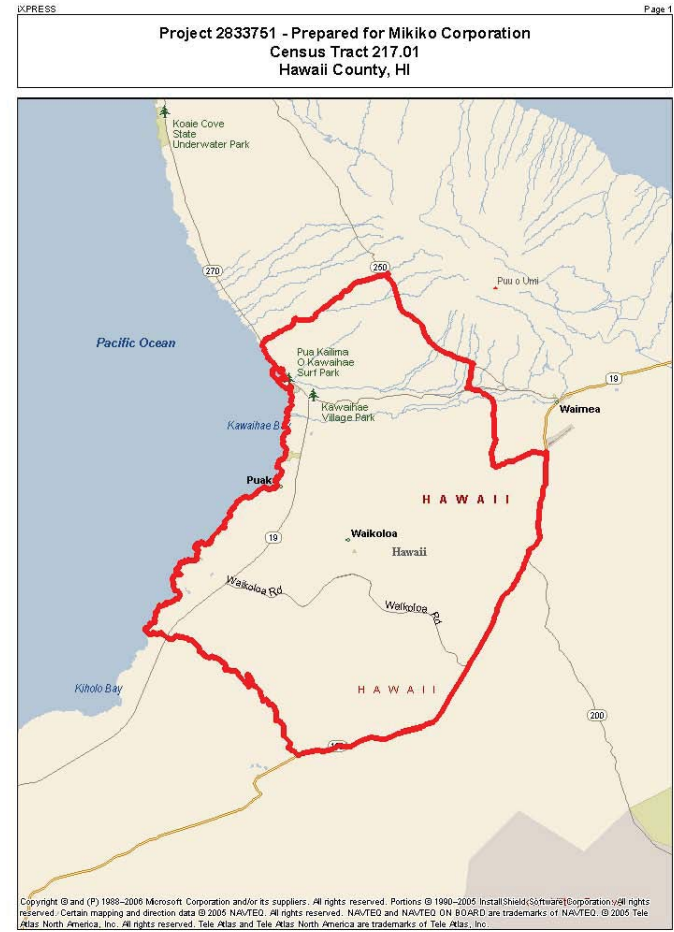 iXPRESS
Page 1
Project 2833751 - Prepared for Mikiko Corporation
Census Tract 217.01
Hawaii County, HI
Koaie Cove
State
Underwater Park
270
250
Puu o Umi
Pacific Ocean
Pua Kailima
O Kawaihae
Surf Park
19
Kawaihae
Village Park
Waimea
Kawaihae
Puak
HAWAII
19
Waikoloa
Hawaii
Waikoloa Rd
Waikoloa Rd
Kiholo Bay
HAWAII
200
Copyright © and (P) 1988–2006 Microsoft Corporation and/or its suppliers. All rights reserved. Portions © 1990–2005 InstallShield Software Corporation. All rights
reserved. Certain mapping and direction data © 2005 NAVTEQ. All rights reserved. NAVTEQ and NAVTEQ ON BOARD are trademarks of NAVTEQ. © 2005 Tele
Atlas North America, Inc. All rights reserved. Tele Atlas and Tele Atlas North America are trademarks of Tele Atlas, Inc.